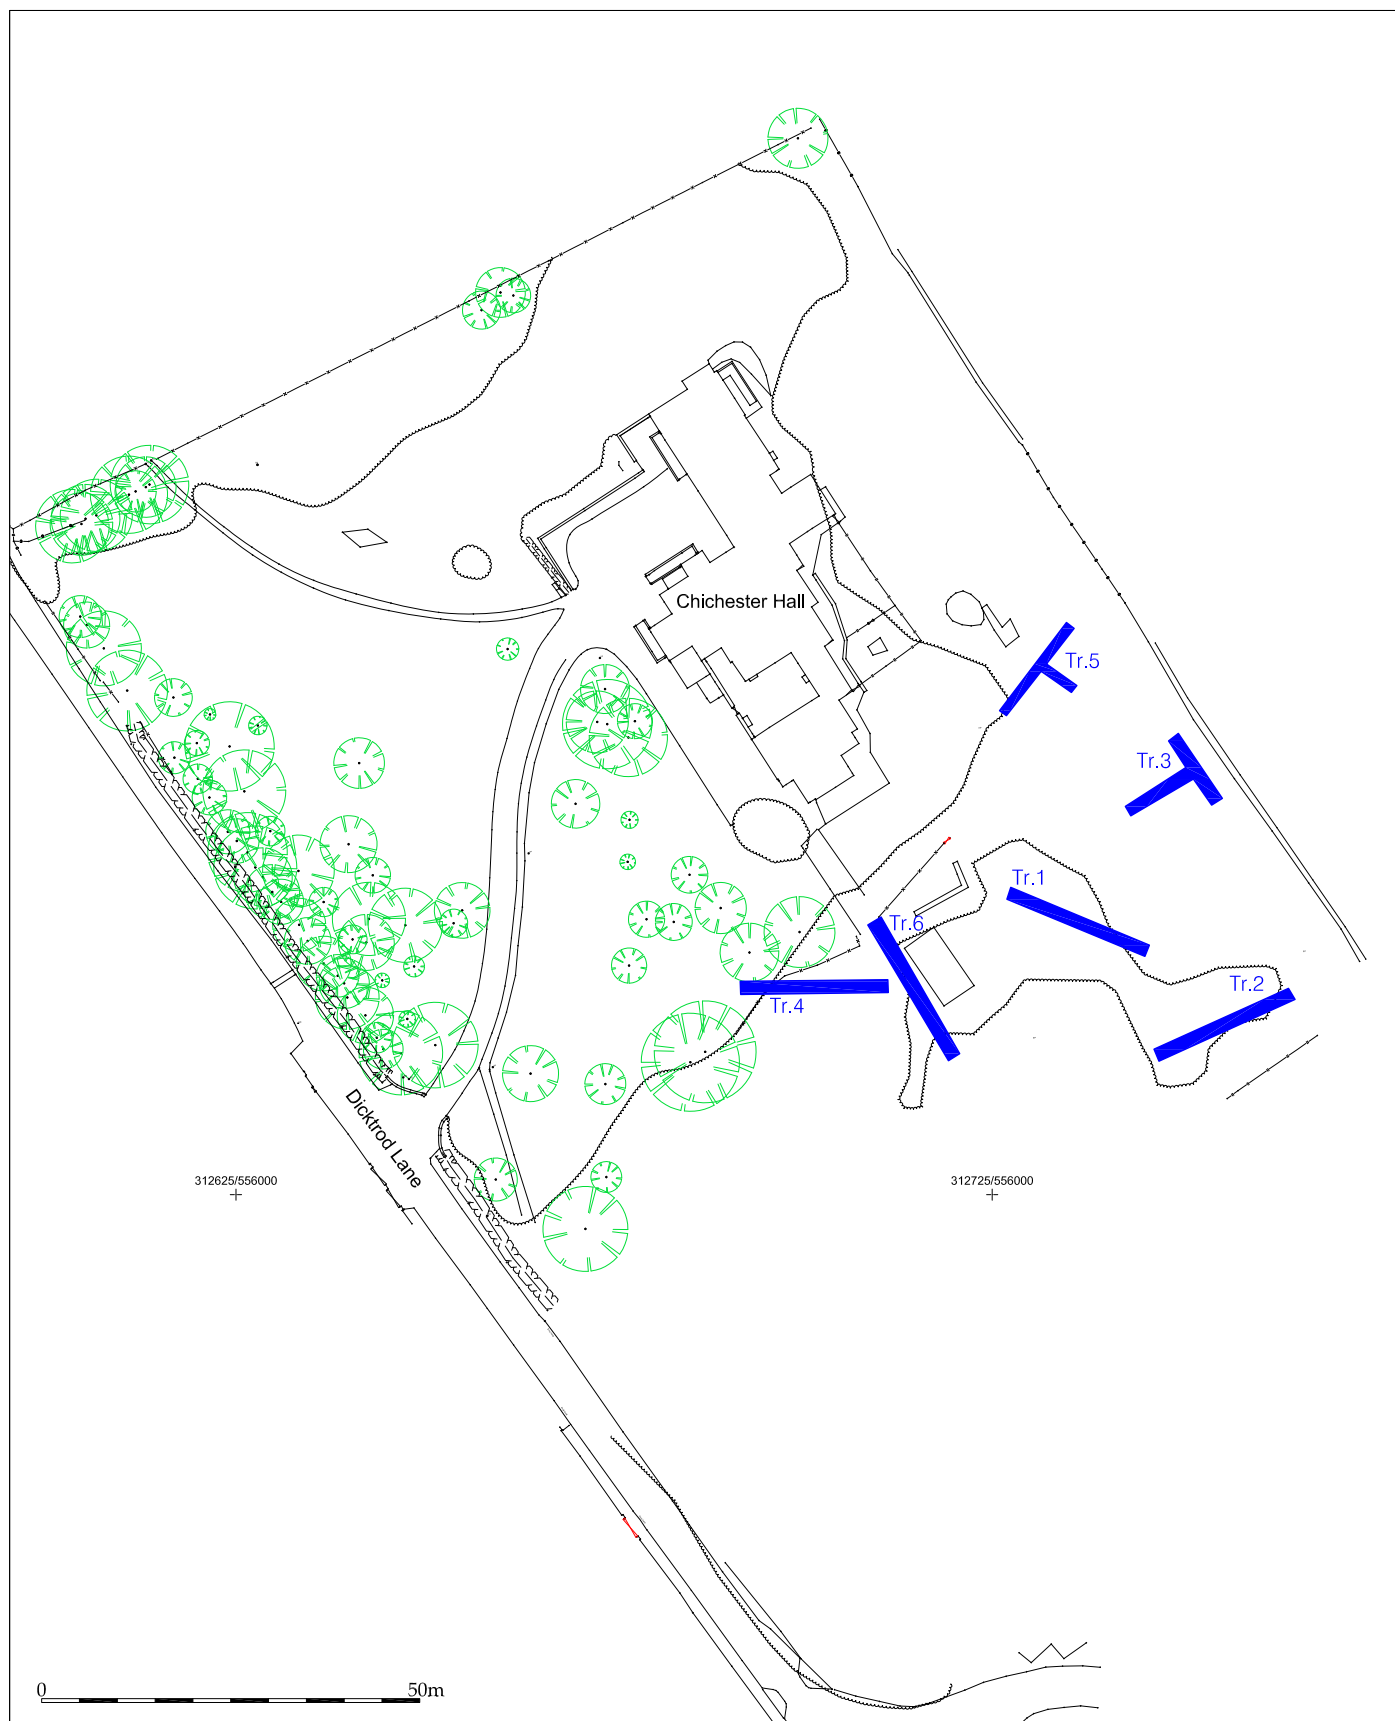 Chichester Hall
Tr.5
Tr.3
Tr.1
Tr.6
Tr.2
Tr.4
Dicktrod Lane
312625/556000
312725/556000
0 50m